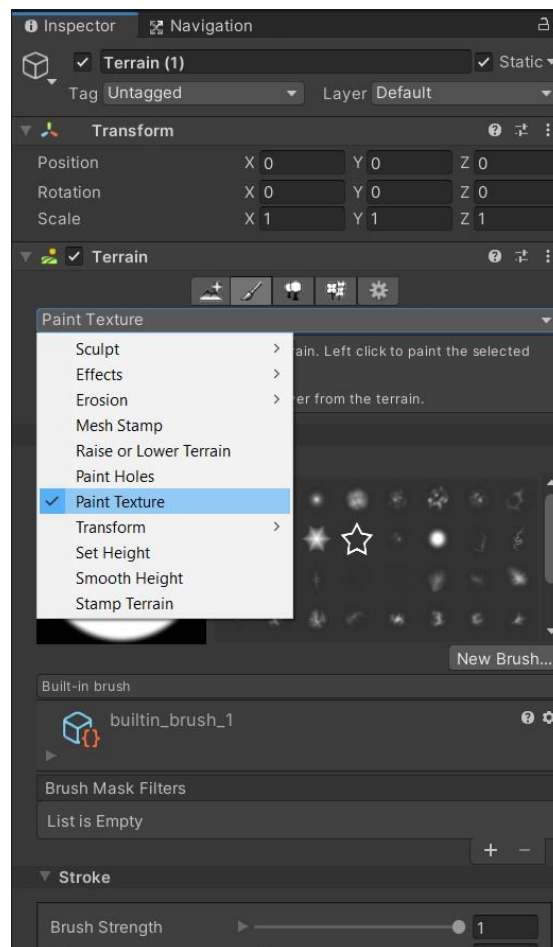 Inspector Navigation
Terrain (1) Static
Tag Untagged Layer Default
Transform
Position X 0 Y 0 Z 0
Rotation X 0 Y 0 Z 0
Scale X 1 Y 1 Z 1
Terrain
Paint Texture
Sculpt
ain. Left click to paint the selected
Effects
Erosion
er from the terrain.
Mesh Stamp
Raise or Lower Terrain
Paint Holes
Paint Texture
Transform
Set Height
Smooth Height
Stamp Terrain
New Brush...
Built-in brush
builtin_brush_1
Brush Mask Filters
List is Empty
Stroke
Brush Strength 1